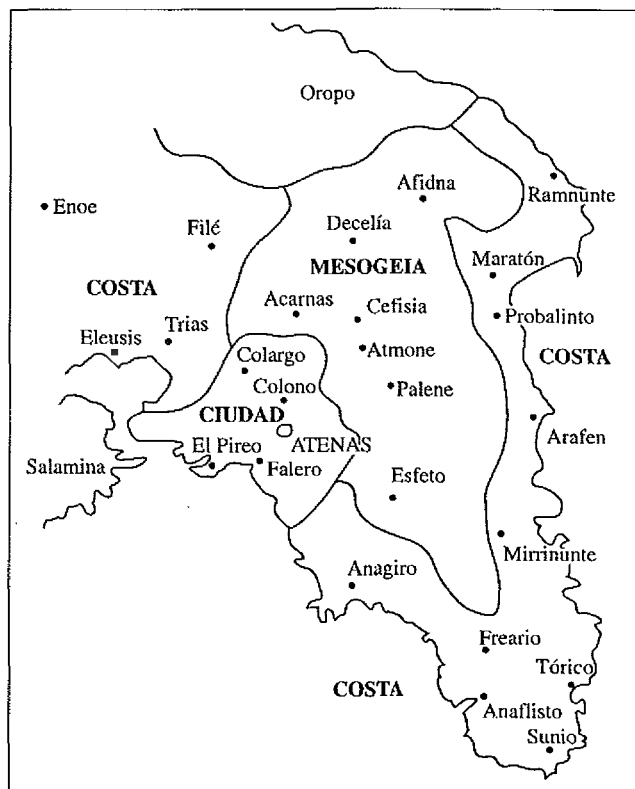 Oropo
Afidna
Ramnunte
Enoe
Filé
Decelía
MESOGEIA
Maratón
COSTA
Acarnas
Cefisia
Probalinto
Trias
Eleusis
Atmone
COSTA
Colargo
Colono
Palene
CIUDAD
Arafen
El Pireo
ATENAS
Salamina
Falero
Esfeto
Mirrinunte
Anagiro
Freario
Tórico
COSTA
Anaflisto
Sunio